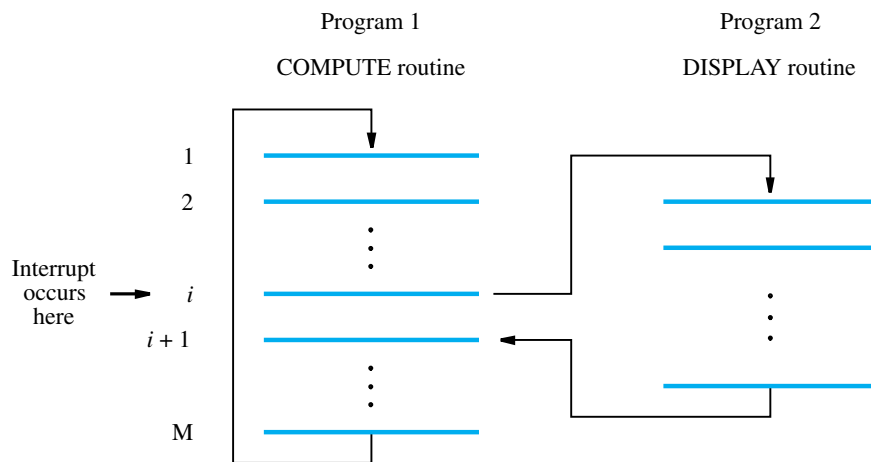 Program 1
COMPUTE routine
Program 2
DISPLAY routine
1
2
Interrupt
occurs
here
i
i + 1
M